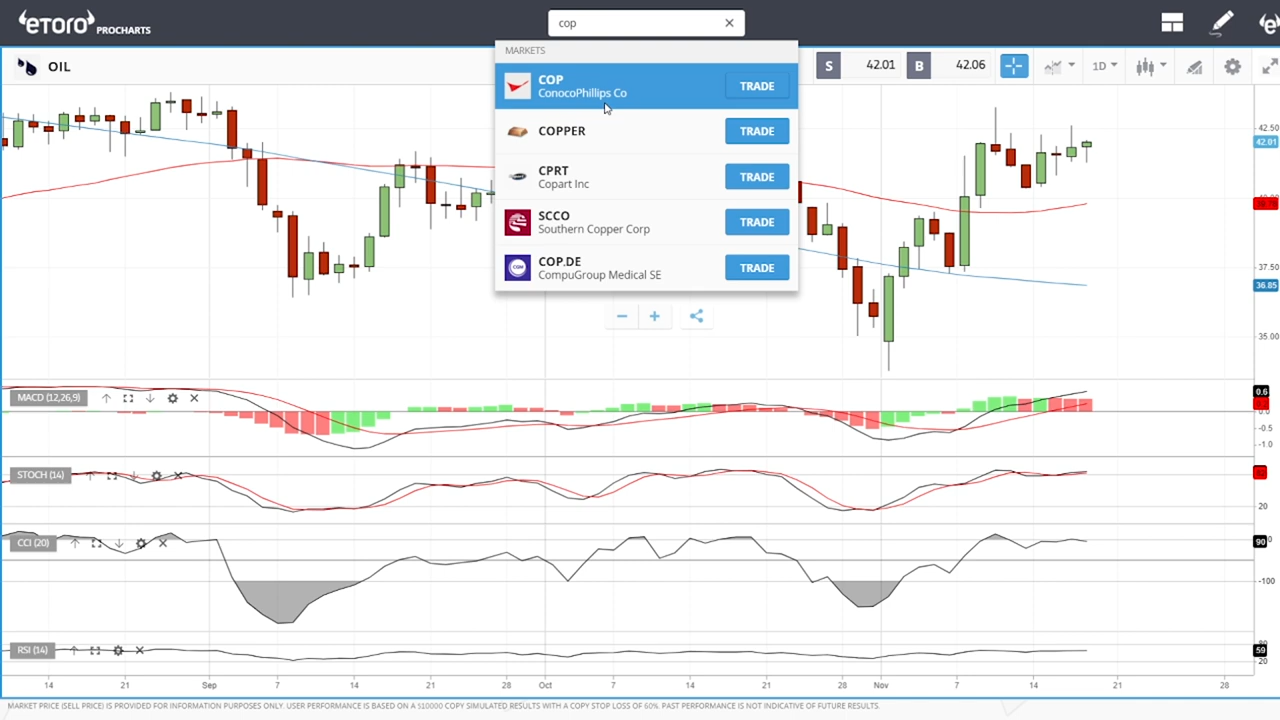 etoro PROCHARTS
cop
MARKETS
OIL
COP
ConocoPhillips Co
TRADE
COPPER
TRADE
CPRT
Copart Inc
TRADE
SCCO
Southern Copper Corp
TRADE
COP.DE
CompuGroup Medical SE
TRADE
S 42.01 B 42.06 1D
42.50
42.01
37.50
36.85
35.00
MACD (12,26,9)
0.6
-0.5
-1.0
STOCH (14)
20
CCI (20)
90
-100
RSI (14)
59
20
14 21 Sep 7 14 21 28 Oct 7 14 21 28 Nov 7 14 21 28
MARKET PRICE (SELL PRICE) IS PROVIDED FOR INFORMATION PURPOSES ONLY. USER PERFORMANCE IS BASED ON A $10000 COPY SIMULATED RESULTS WITH A COPY STOP LOSS OF 60%. PAST PERFORMANCE IS NOT INDICATIVE OF FUTURE RESULTS.